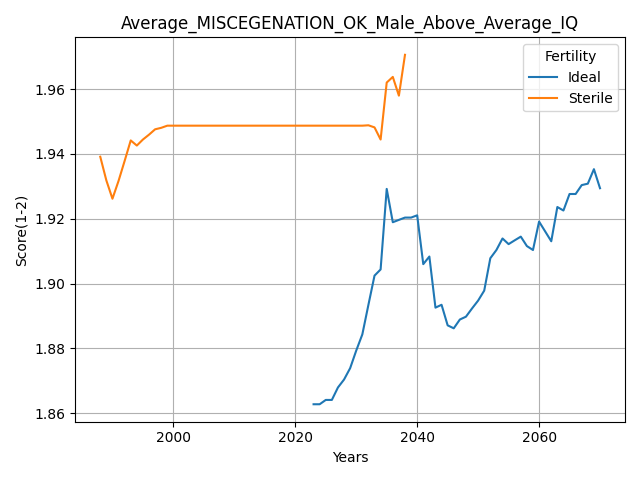 Average_MISCEGENATION_OK_Male_Above_Average_IQ
Fertility
Ideal
Sterile
Score(1-2)
1.96
1.94
1.92
1.90
1.88
1.86
2000
2020
2040
2060
Years